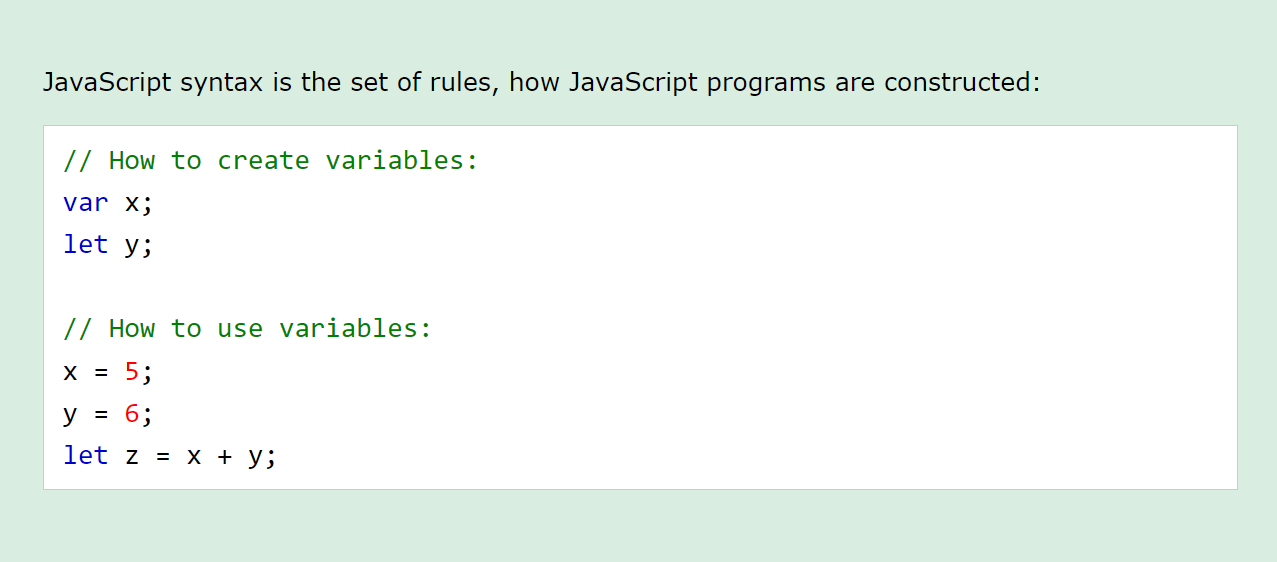 JavaScript syntax is the set of rules, how JavaScript programs are constructed:
// How to create variables:
var x;
let y;
// How to use variables:
x = 5;
y = 6;
let z = x + y;